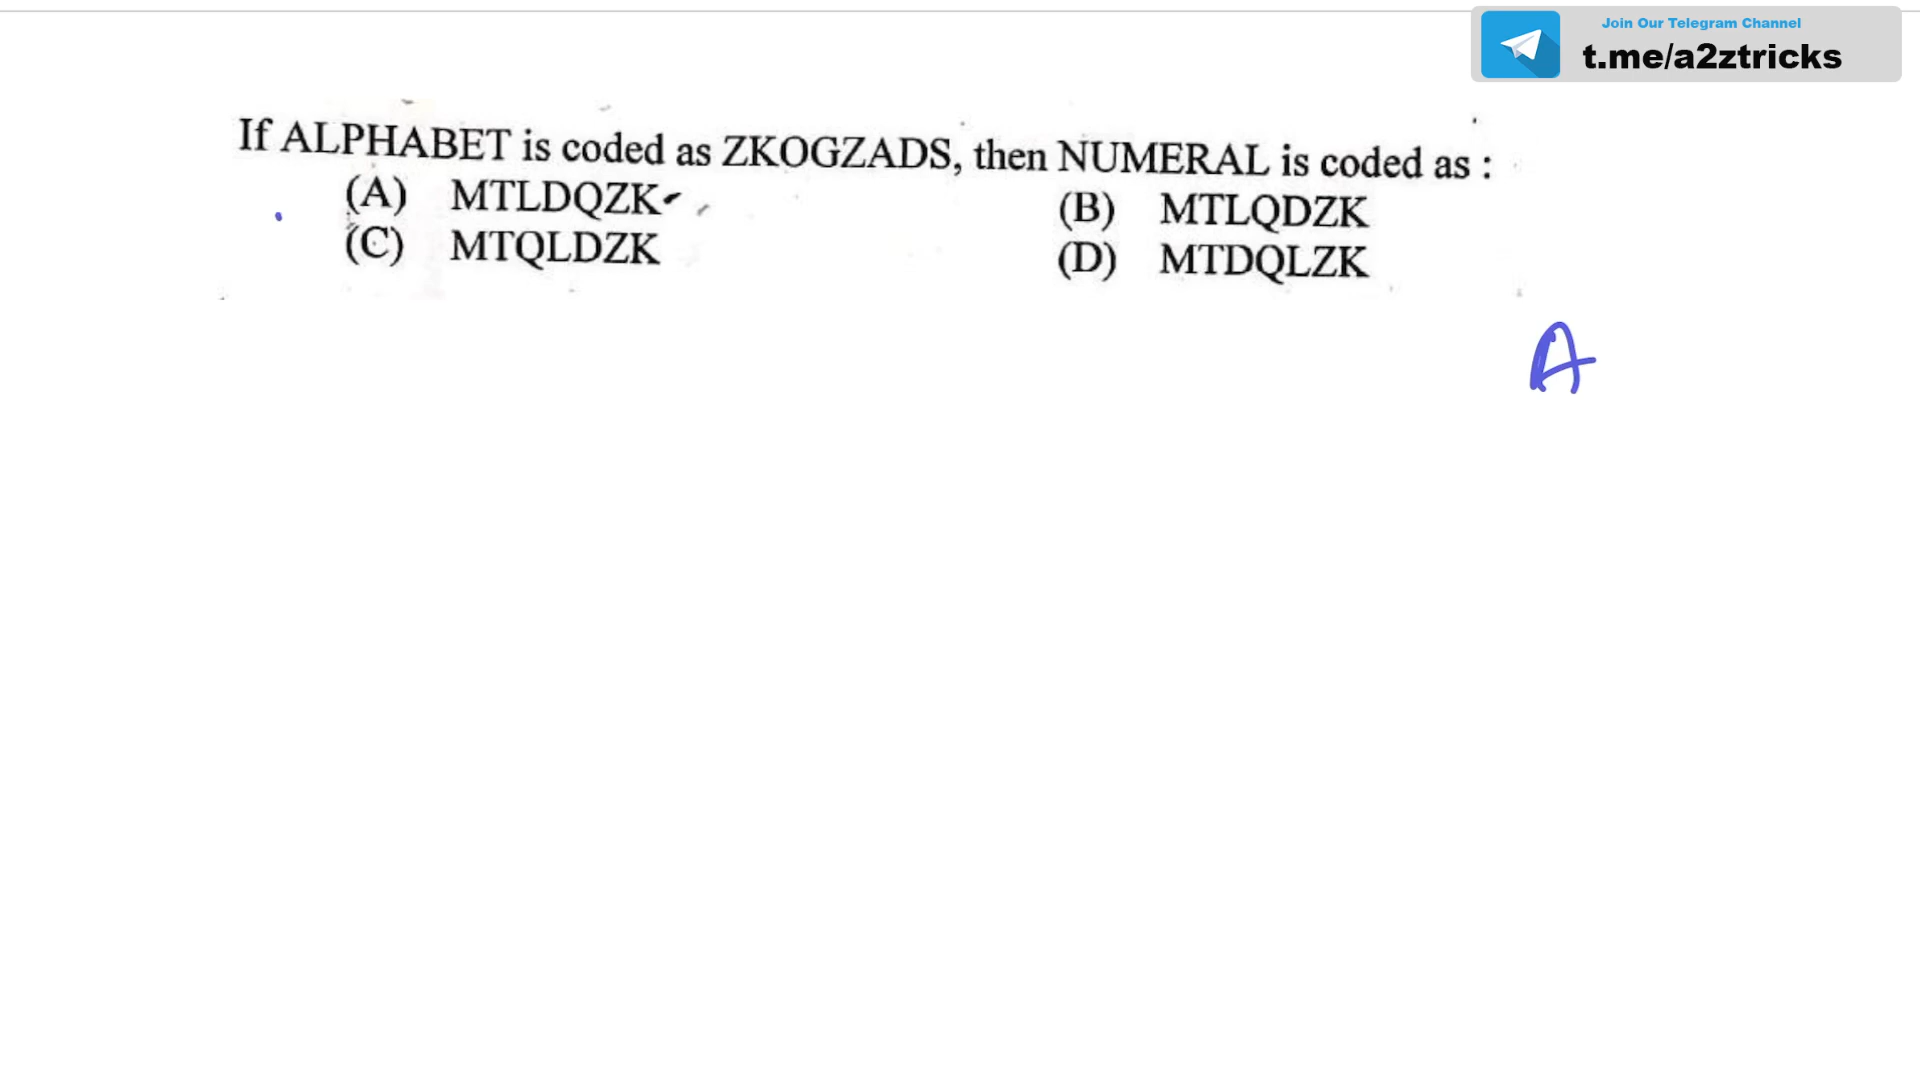 Join Our Telegram Channel
t.me/a2ztricks
If ALPHABET is coded as ZKOGZADS, then NUMERAL is coded as :
(A) MTLDQZK (B) MTLQDZK
(C) MTQLDZK (D) MTDQLZK
A